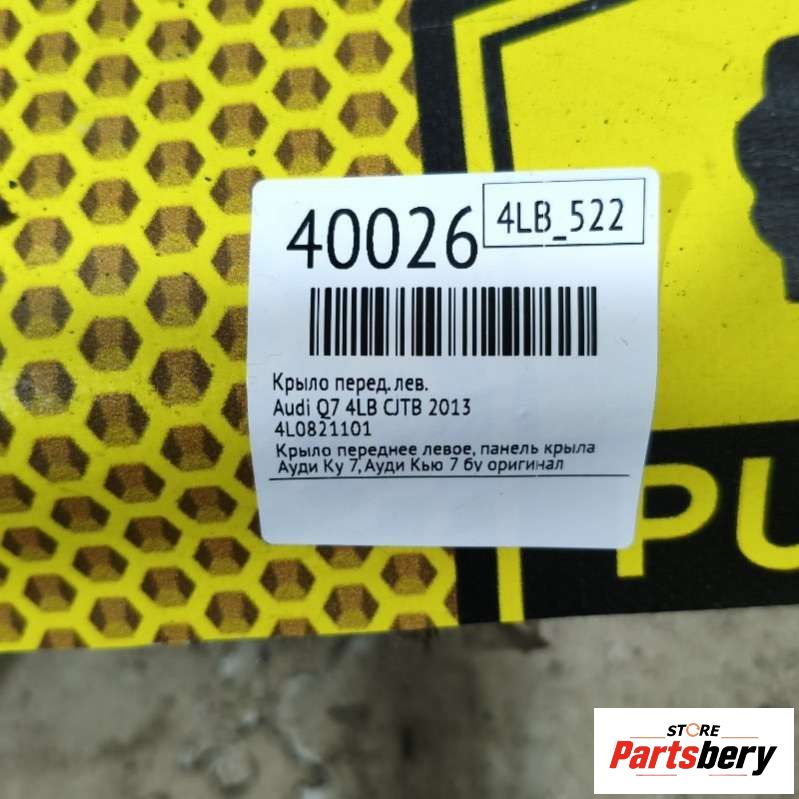 40026
4LB_522
Крыло перед. лев.
Audi Q7 4LB CJTB 2013
4L0821101
Крыло переднее левое, панель крыла
Ауди Ку 7, Ауди Кью 7 бу оригинал
PU
STORE
Partsbery